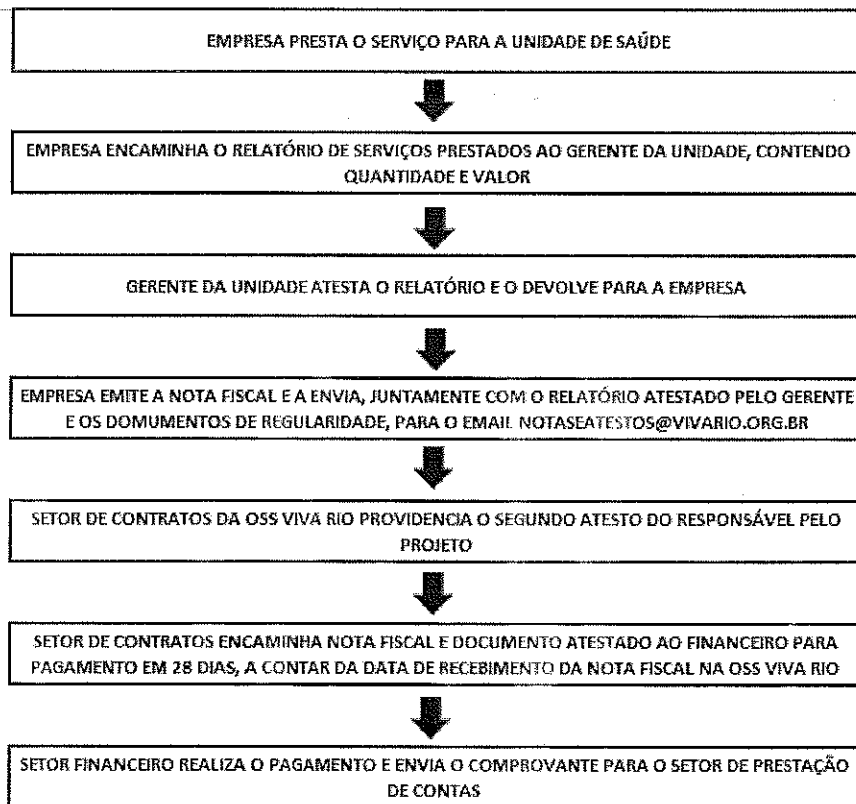 EMPRESA PRESTA O SERVIÇO PARA A UNIDADE DE SAÚDE
EMPRESA ENCAMINHA O RELATÓRIO DE SERVIÇOS PRESTADOS AO GERENTE DA UNIDADE, CONTENDO
QUANTIDADE E VALOR
GERENTE DA UNIDADE ATESTA O RELATÓRIO E O DEVOLVE PARA A EMPRESA
EMPRESA EMITE A NOTA FISCAL E A ENVIA, JUNTAMENTE COM O RELATÓRIO ATESTADO PELO GERENTE
E OS DOMUMENTOS DE REGULARIDADE, PARA O EMAIL NOTASEATESTOS@VIVARIO.ORG.BR
SETOR DE CONTRATOS DA OSS VIVA RIO PROVIDENCIA O SEGUNDO ATESTO DO RESPONSÁVEL PELO
PROJETO
SETOR DE CONTRATOS ENCAMINHA NOTA FISCAL E DOCUMENTO ATESTADO AO FINANCEIRO PARA
PAGAMENTO EM 28 DIAS, A CONTAR DA DATA DE RECEBIMENTO DA NOTA FISCAL NA OSS VIVA RIO
SETOR FINANCEIRO REALIZA O PAGAMENTO E ENVIA O COMPROVANTE PARA O SETOR DE PRESTAÇÃO
DE CONTAS